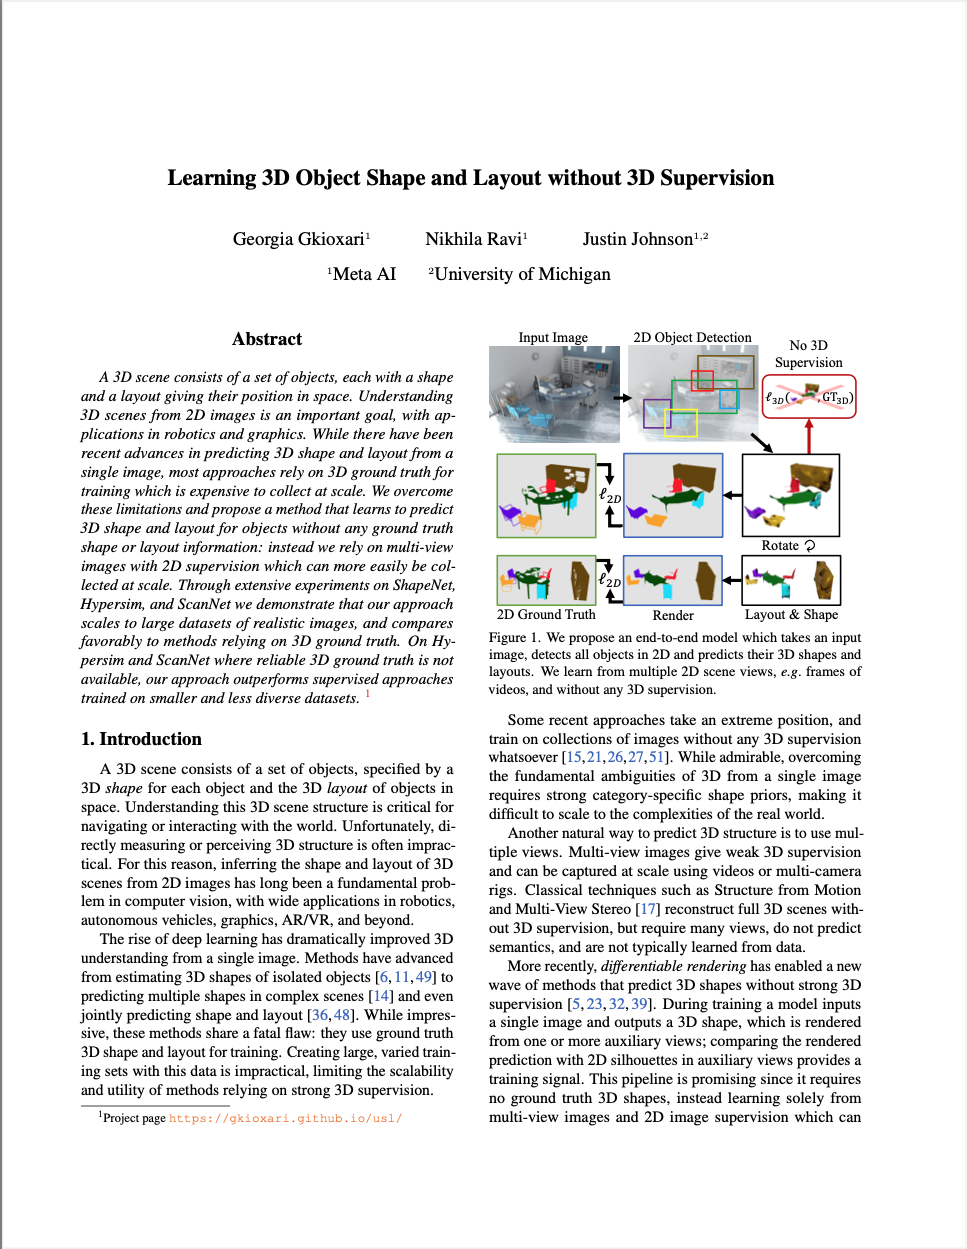 Learning 3D Object Shape and Layout without 3D Supervision
Georgia Gkioxari¹ Nikhila Ravi¹ Justin Johnson¹,²
¹Meta AI ²University of Michigan
Abstract
A 3D scene consists of a set of objects, each with a shape
and a layout giving their position in space. Understanding
3D scenes from 2D images is an important goal, with ap-
plications in robotics and graphics. While there have been
recent advances in predicting 3D shape and layout from a
single image, most approaches rely on 3D ground truth for
training which is expensive to collect at scale. We overcome
these limitations and propose a method that learns to predict
3D shape and layout for objects without any ground truth
shape or layout information: instead we rely on multi-view
images with 2D supervision which can more easily be col-
lected at scale. Through extensive experiments on ShapeNet,
Hypersim, and ScanNet we demonstrate that our approach
scales to large datasets of realistic images, and compares
favorably to methods relying on 3D ground truth. On Hy-
persim and ScanNet where reliable 3D ground truth is not
available, our approach outperforms supervised approaches
trained on smaller and less diverse datasets. ¹
1. Introduction
A 3D scene consists of a set of objects, specified by a
3D shape for each object and the 3D layout of objects in
space. Understanding this 3D scene structure is critical for
navigating or interacting with the world. Unfortunately, di-
rectly measuring or perceiving 3D structure is often imprac-
tical. For this reason, inferring the shape and layout of 3D
scenes from 2D images has long been a fundamental prob-
lem in computer vision, with wide applications in robotics,
autonomous vehicles, graphics, AR/VR, and beyond.
The rise of deep learning has dramatically improved 3D
understanding from a single image. Methods have advanced
from estimating 3D shapes of isolated objects [6,11,49] to
predicting multiple shapes in complex scenes [14] and even
jointly predicting shape and layout [36,48]. While impres-
sive, these methods share a fatal flaw: they use ground truth
3D shape and layout for training. Creating large, varied train-
ing sets with this data is impractical, limiting the scalability
and utility of methods relying on strong 3D supervision.
¹Project page https://gkioxari.github.io/usl/
Input Image
2D Object Detection
No 3D
Supervision
ℓ3D( , GT3D)
ℓ2D
Rotate
ℓ2D
2D Ground Truth
Render
Layout & Shape
Figure 1. We propose an end-to-end model which takes an input
image, detects all objects in 2D and predicts their 3D shapes and
layouts. We learn from multiple 2D scene views, e.g. frames of
videos, and without any 3D supervision.
Some recent approaches take an extreme position, and
train on collections of images without any 3D supervision
whatsoever [15,21,26,27,51]. While admirable, overcoming
the fundamental ambiguities of 3D from a single image
requires strong category-specific shape priors, making it
difficult to scale to the complexities of the real world.
Another natural way to predict 3D structure is to use mul-
tiple views. Multi-view images give weak 3D supervision
and can be captured at scale using videos or multi-camera
rigs. Classical techniques such as Structure from Motion
and Multi-View Stereo [17] reconstruct full 3D scenes with-
out 3D supervision, but require many views, do not predict
semantics, and are not typically learned from data.
More recently, differentiable rendering has enabled a new
wave of methods that predict 3D shapes without strong 3D
supervision [5,23,32,39]. During training a model inputs
a single image and outputs a 3D shape, which is rendered
from one or more auxiliary views; comparing the rendered
prediction with 2D silhouettes in auxiliary views provides a
training signal. This pipeline is promising since it requires
no ground truth 3D shapes, instead learning solely from
multi-view images and 2D image supervision which can